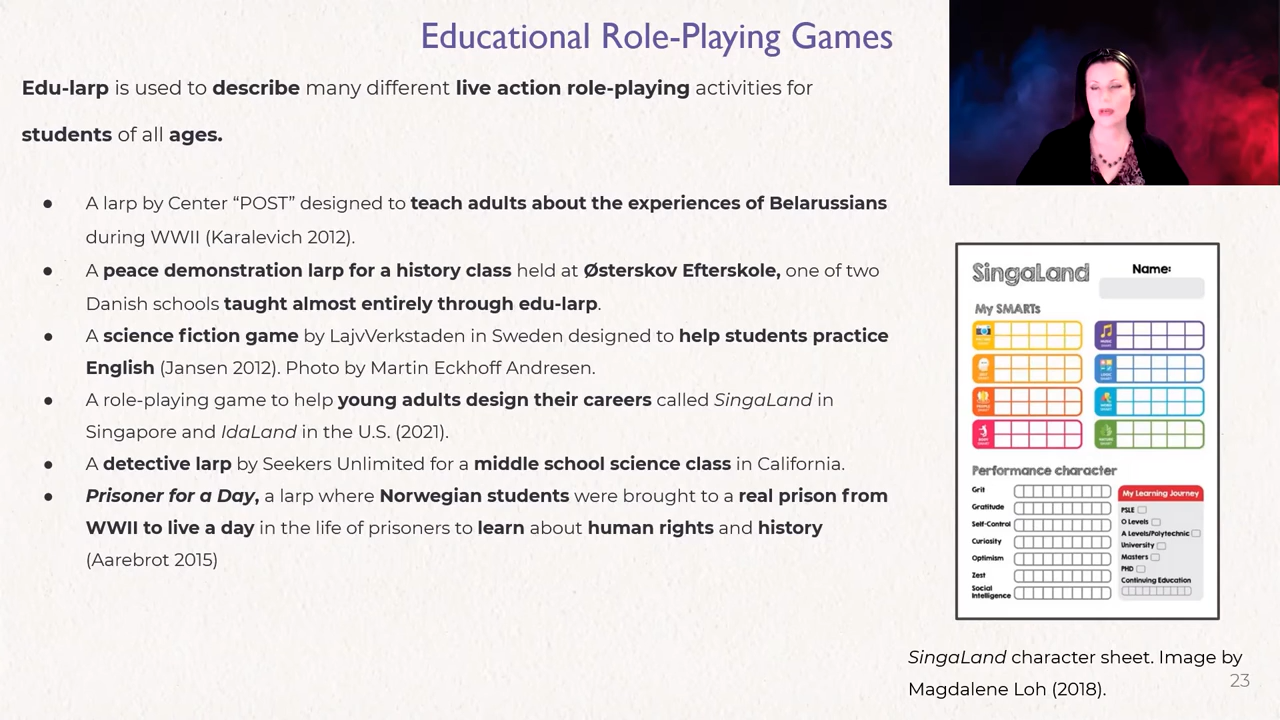 Educational Role-Playing Games
Edu-larp is used to describe many different live action role-playing activities for
students of all ages.
● A larp by Center “POST” designed to teach adults about the experiences of Belarussians
during WWII (Karalevich 2012).
● A peace demonstration larp for a history class held at Østerskov Efterskole, one of two
Danish schools taught almost entirely through edu-larp.
● A science fiction game by LajvVerkstaden in Sweden designed to help students practice
English (Jansen 2012). Photo by Martin Eckhoff Andresen.
● A role-playing game to help young adults design their careers called SingaLand in
Singapore and IdaLand in the U.S. (2021).
● A detective larp by Seekers Unlimited for a middle school science class in California.
● Prisoner for a Day, a larp where Norwegian students were brought to a real prison from
WWII to live a day in the life of prisoners to learn about human rights and history
(Aarebrot 2015)
SingaLand
Name:
My SMARTs
Performance character
Grit
Gratitude
Self-Control
Curiosity
Optimism
Zest
Social
Intelligence
My Learning Journey
PSLE
O Levels
A Levels/Polytechnic
University
Masters
PHD
Continuing Education
SingaLand character sheet. Image by
Magdalene Loh (2018).
23